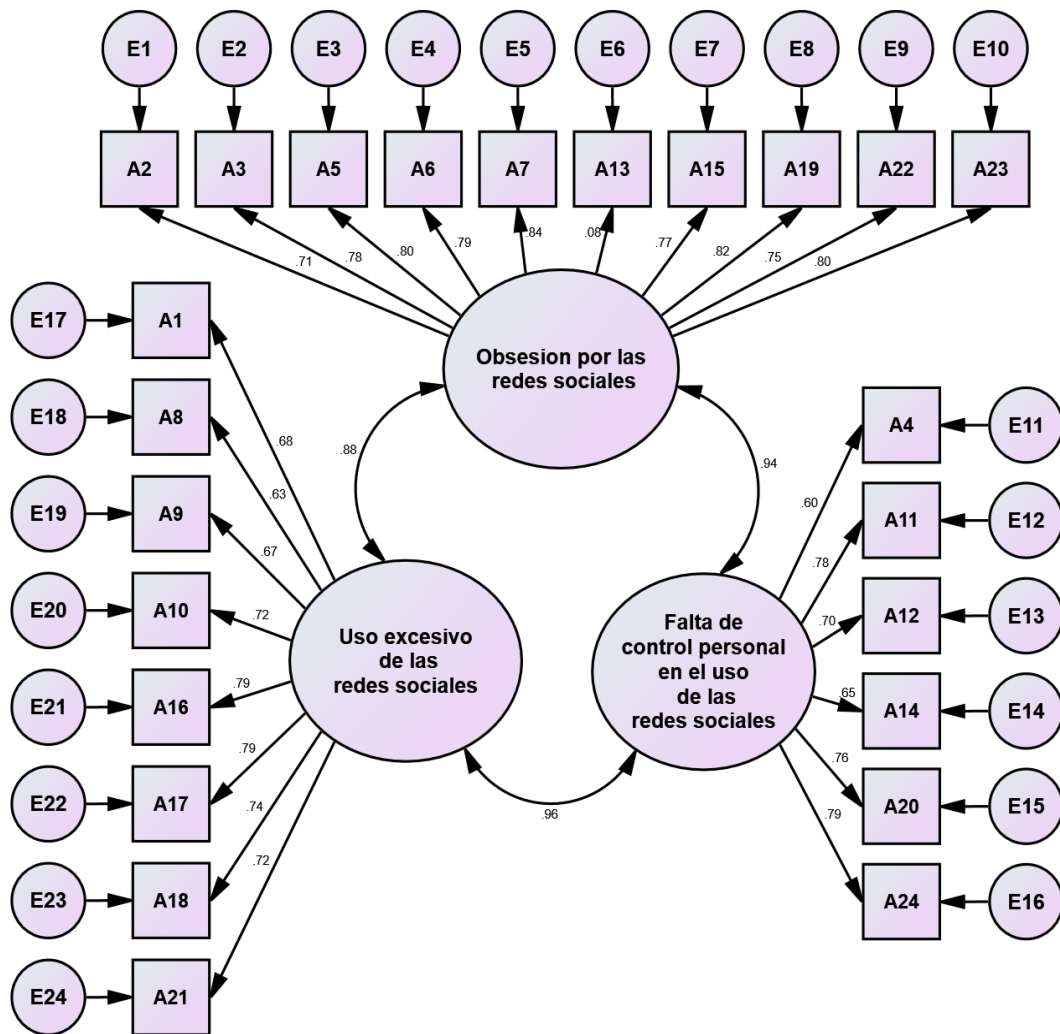 E1 E2 E3 E4 E5 E6 E7 E8 E9 E10
A2 A3 A5 A6 A7 A13 A15 A19 A22 A23
.71 .78 .80 .79 .84 .08 .77 .82 .75 .80
Obsesion por las
redes sociales
E17 A1
E18 A8
E19 A9
E20 A10
E21 A16
E22 A17
E23 A18
E24 A21
.68
.63
.67
.72
.79
.79
.74
.72
.88
.94
.96
Uso excesivo
de las
redes sociales
Falta de
control personal
en el uso
de las
redes sociales
.60
.78
.70
.65
.76
.79
A4 E11
A11 E12
A12 E13
A14 E14
A20 E15
A24 E16